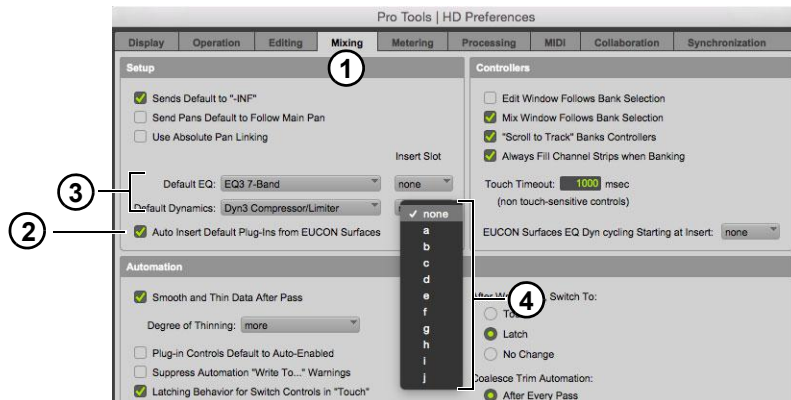 Pro Tools | HD Preferences
Display Operation Editing Mixing Metering Processing MIDI Collaboration Synchronization
1
Setup
Sends Default to "-INF"
Send Pans Default to Follow Main Pan
Use Absolute Pan Linking
Insert Slot
3
Default EQ: EQ3 7-Band none
Default Dynamics: Dyn3 Compressor/Limiter
2
Auto Insert Default Plug-Ins from EUCON Surfaces
✓ none
a
b
c
d
e
f
g
h
i
j
4
Controllers
Edit Window Follows Bank Selection
Mix Window Follows Bank Selection
"Scroll to Track" Banks Controllers
Always Fill Channel Strips when Banking
Touch Timeout: 1000 msec
(non touch-sensitive controls)
EUCON Surfaces EQ Dyn cycling Starting at Insert: none
Automation
Smooth and Thin Data After Pass
Degree of Thinning: more
Plug-in Controls Default to Auto-Enabled
Suppress Automation "Write To..." Warnings
Latching Behavior for Switch Controls in "Touch"
After Switch To:
Latch
No Change
Coalesce Trim Automation:
After Every Pass